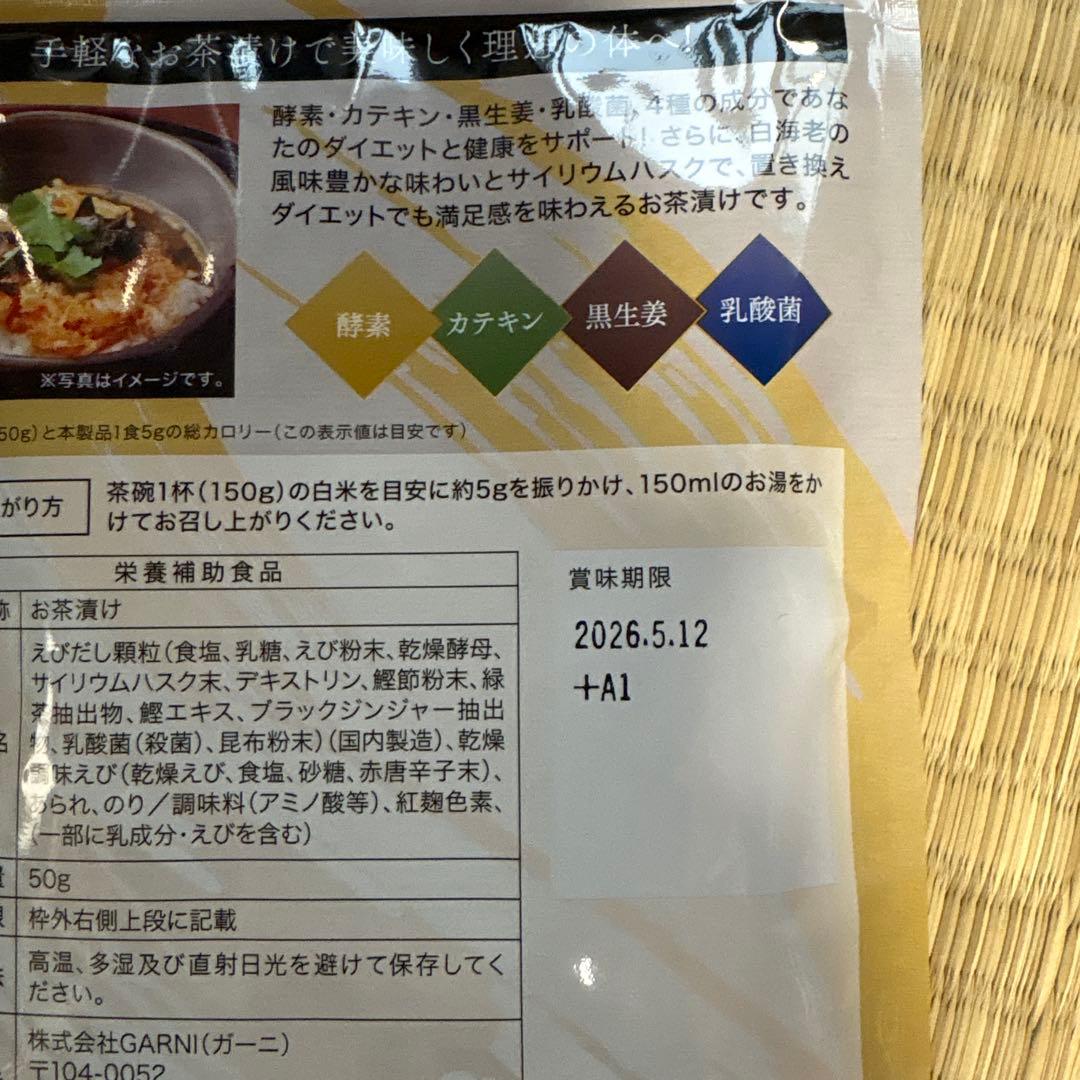 手軽なお茶漬けで美味しく理想の体へ!
酵素・カテキン・黒生姜・乳酸菌、4種の成分であな
たのダイエットと健康をサポート!さらに、白海老の
風味豊かな味わいとサイリウムハスクで、置き換え
ダイエットでも満足感を味わえるお茶漬けです。
酵素
カテキン
黒生姜
乳酸菌
※写真はイメージです。
50g)と本製品1食5gの総カロリー(この表示値は目安です)
がり方
茶碗1杯(150g)の白米を目安に約5gを振りかけ、150mlのお湯をか
けてお召し上がりください。
栄養補助食品
称 お茶漬け
えびだし顆粒(食塩、乳糖、えび粉末、乾燥酵母、
サイリウムハスク末、デキストリン、鰹節粉末、緑
茶抽出物、鰹エキス、ブラックジンジャー抽出
名 物、乳酸菌(殺菌)、昆布粉末)(国内製造)、乾燥
調味えび(乾燥えび、食塩、砂糖、赤唐辛子末)、
あられ、のり/調味料(アミノ酸等)、紅麹色素、
(一部に乳成分・えびを含む)
量 50g
限 枠外右側上段に記載
法 高温、多湿及び直射日光を避けて保存してく
ださい。
株式会社GARNI(ガーニ)
〒104-0052
賞味期限
2026.5.12
+A1